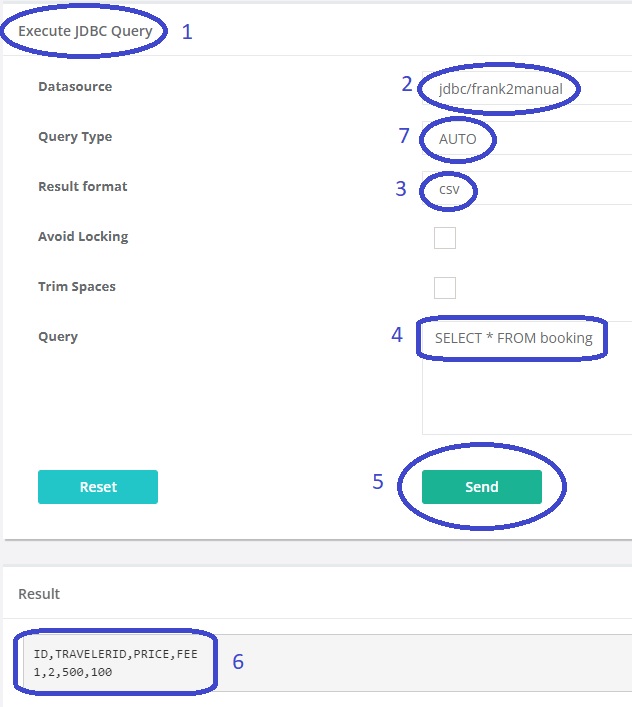 Execute JDBC Query 1
Datasource 2 jdbc/frank2manual
Query Type 7 AUTO
Result format 3 csv
Avoid Locking
Trim Spaces
Query 4 SELECT * FROM booking
Reset 5 Send
Result
ID,TRAVELERID,PRICE,FEE
1,2,500,100
6